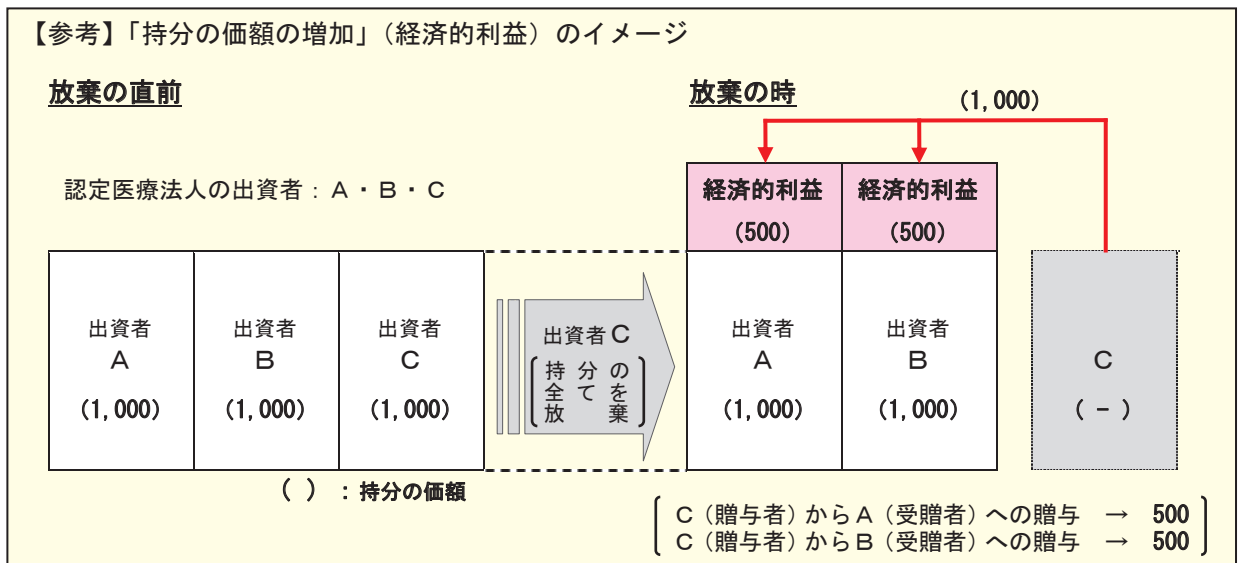 【参考】「持分の価額の増加」（経済的利益）のイメージ
放棄の直前
認定医療法人の出資者：Ａ・Ｂ・Ｃ
出資者
Ａ
(1,000)
出資者
Ｂ
(1,000)
出資者
Ｃ
(1,000)
（　）：持分の価額
出資者Ｃ
持分の
全てを
放棄
放棄の時
(1,000)
経済的利益
(500)
経済的利益
(500)
出資者
Ａ
(1,000)
出資者
Ｂ
(1,000)
Ｃ
(－)
Ｃ（贈与者）からＡ（受贈者）への贈与　→　500
Ｃ（贈与者）からＢ（受贈者）への贈与　→　500